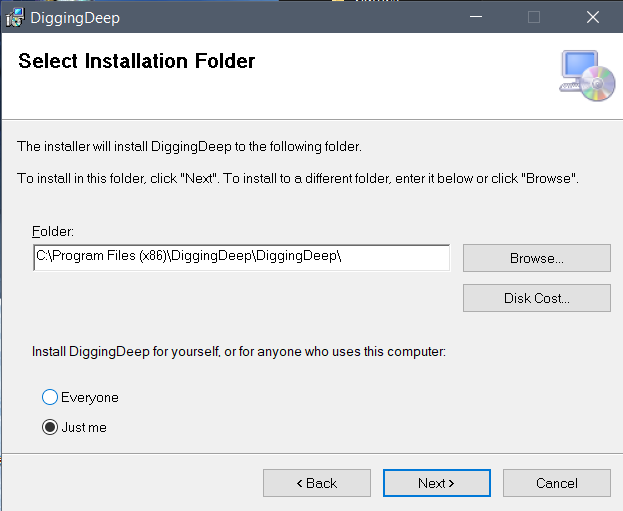 DiggingDeep
Select Installation Folder
The installer will install DiggingDeep to the following folder.
To install in this folder, click "Next". To install to a different folder, enter it below or click "Browse".
Folder:
C:\Program Files (x86)\DiggingDeep\DiggingDeep\
Browse...
Disk Cost...
Install DiggingDeep for yourself, or for anyone who uses this computer:
Everyone
Just me
< Back
Next >
Cancel